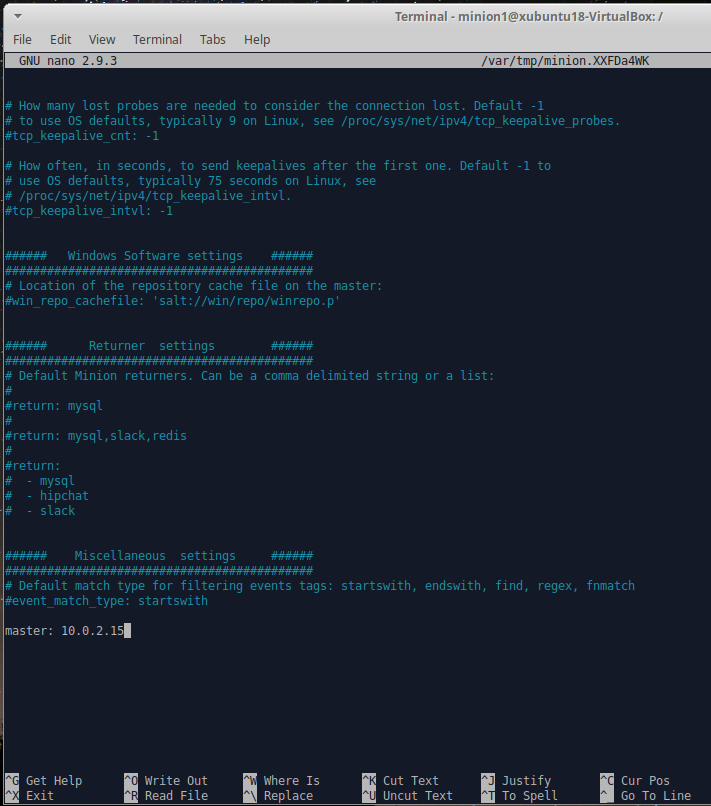 Terminal - minion1@xubuntu18-VirtualBox: /
File Edit View Terminal Tabs Help
GNU nano 2.9.3 /var/tmp/minion.XXFDa4WK
# How many lost probes are needed to consider the connection lost. Default -1
# to use OS defaults, typically 9 on Linux, see /proc/sys/net/ipv4/tcp_keepalive_probes.
#tcp_keepalive_cnt: -1
# How often, in seconds, to send keepalives after the first one. Default -1 to
# use OS defaults, typically 75 seconds on Linux, see
# /proc/sys/net/ipv4/tcp_keepalive_intvl.
#tcp_keepalive_intvl: -1
###### Windows Software settings ######
############################################
# Location of the repository cache file on the master:
#win_repo_cachefile: 'salt://win/repo/winrepo.p'
###### Returner settings ######
############################################
# Default Minion returners. Can be a comma delimited string or a list:
#
#return: mysql
#
#return: mysql,slack,redis
#
#return:
# - mysql
# - hipchat
# - slack
###### Miscellaneous settings ######
############################################
# Default match type for filtering events tags: startswith, endswith, find, regex, fnmatch
#event_match_type: startswith
master: 10.0.2.15
^G Get Help ^O Write Out ^W Where Is ^K Cut Text ^J Justify ^C Cur Pos
^X Exit ^R Read File ^\ Replace ^U Uncut Text ^T To Spell ^_ Go To Line